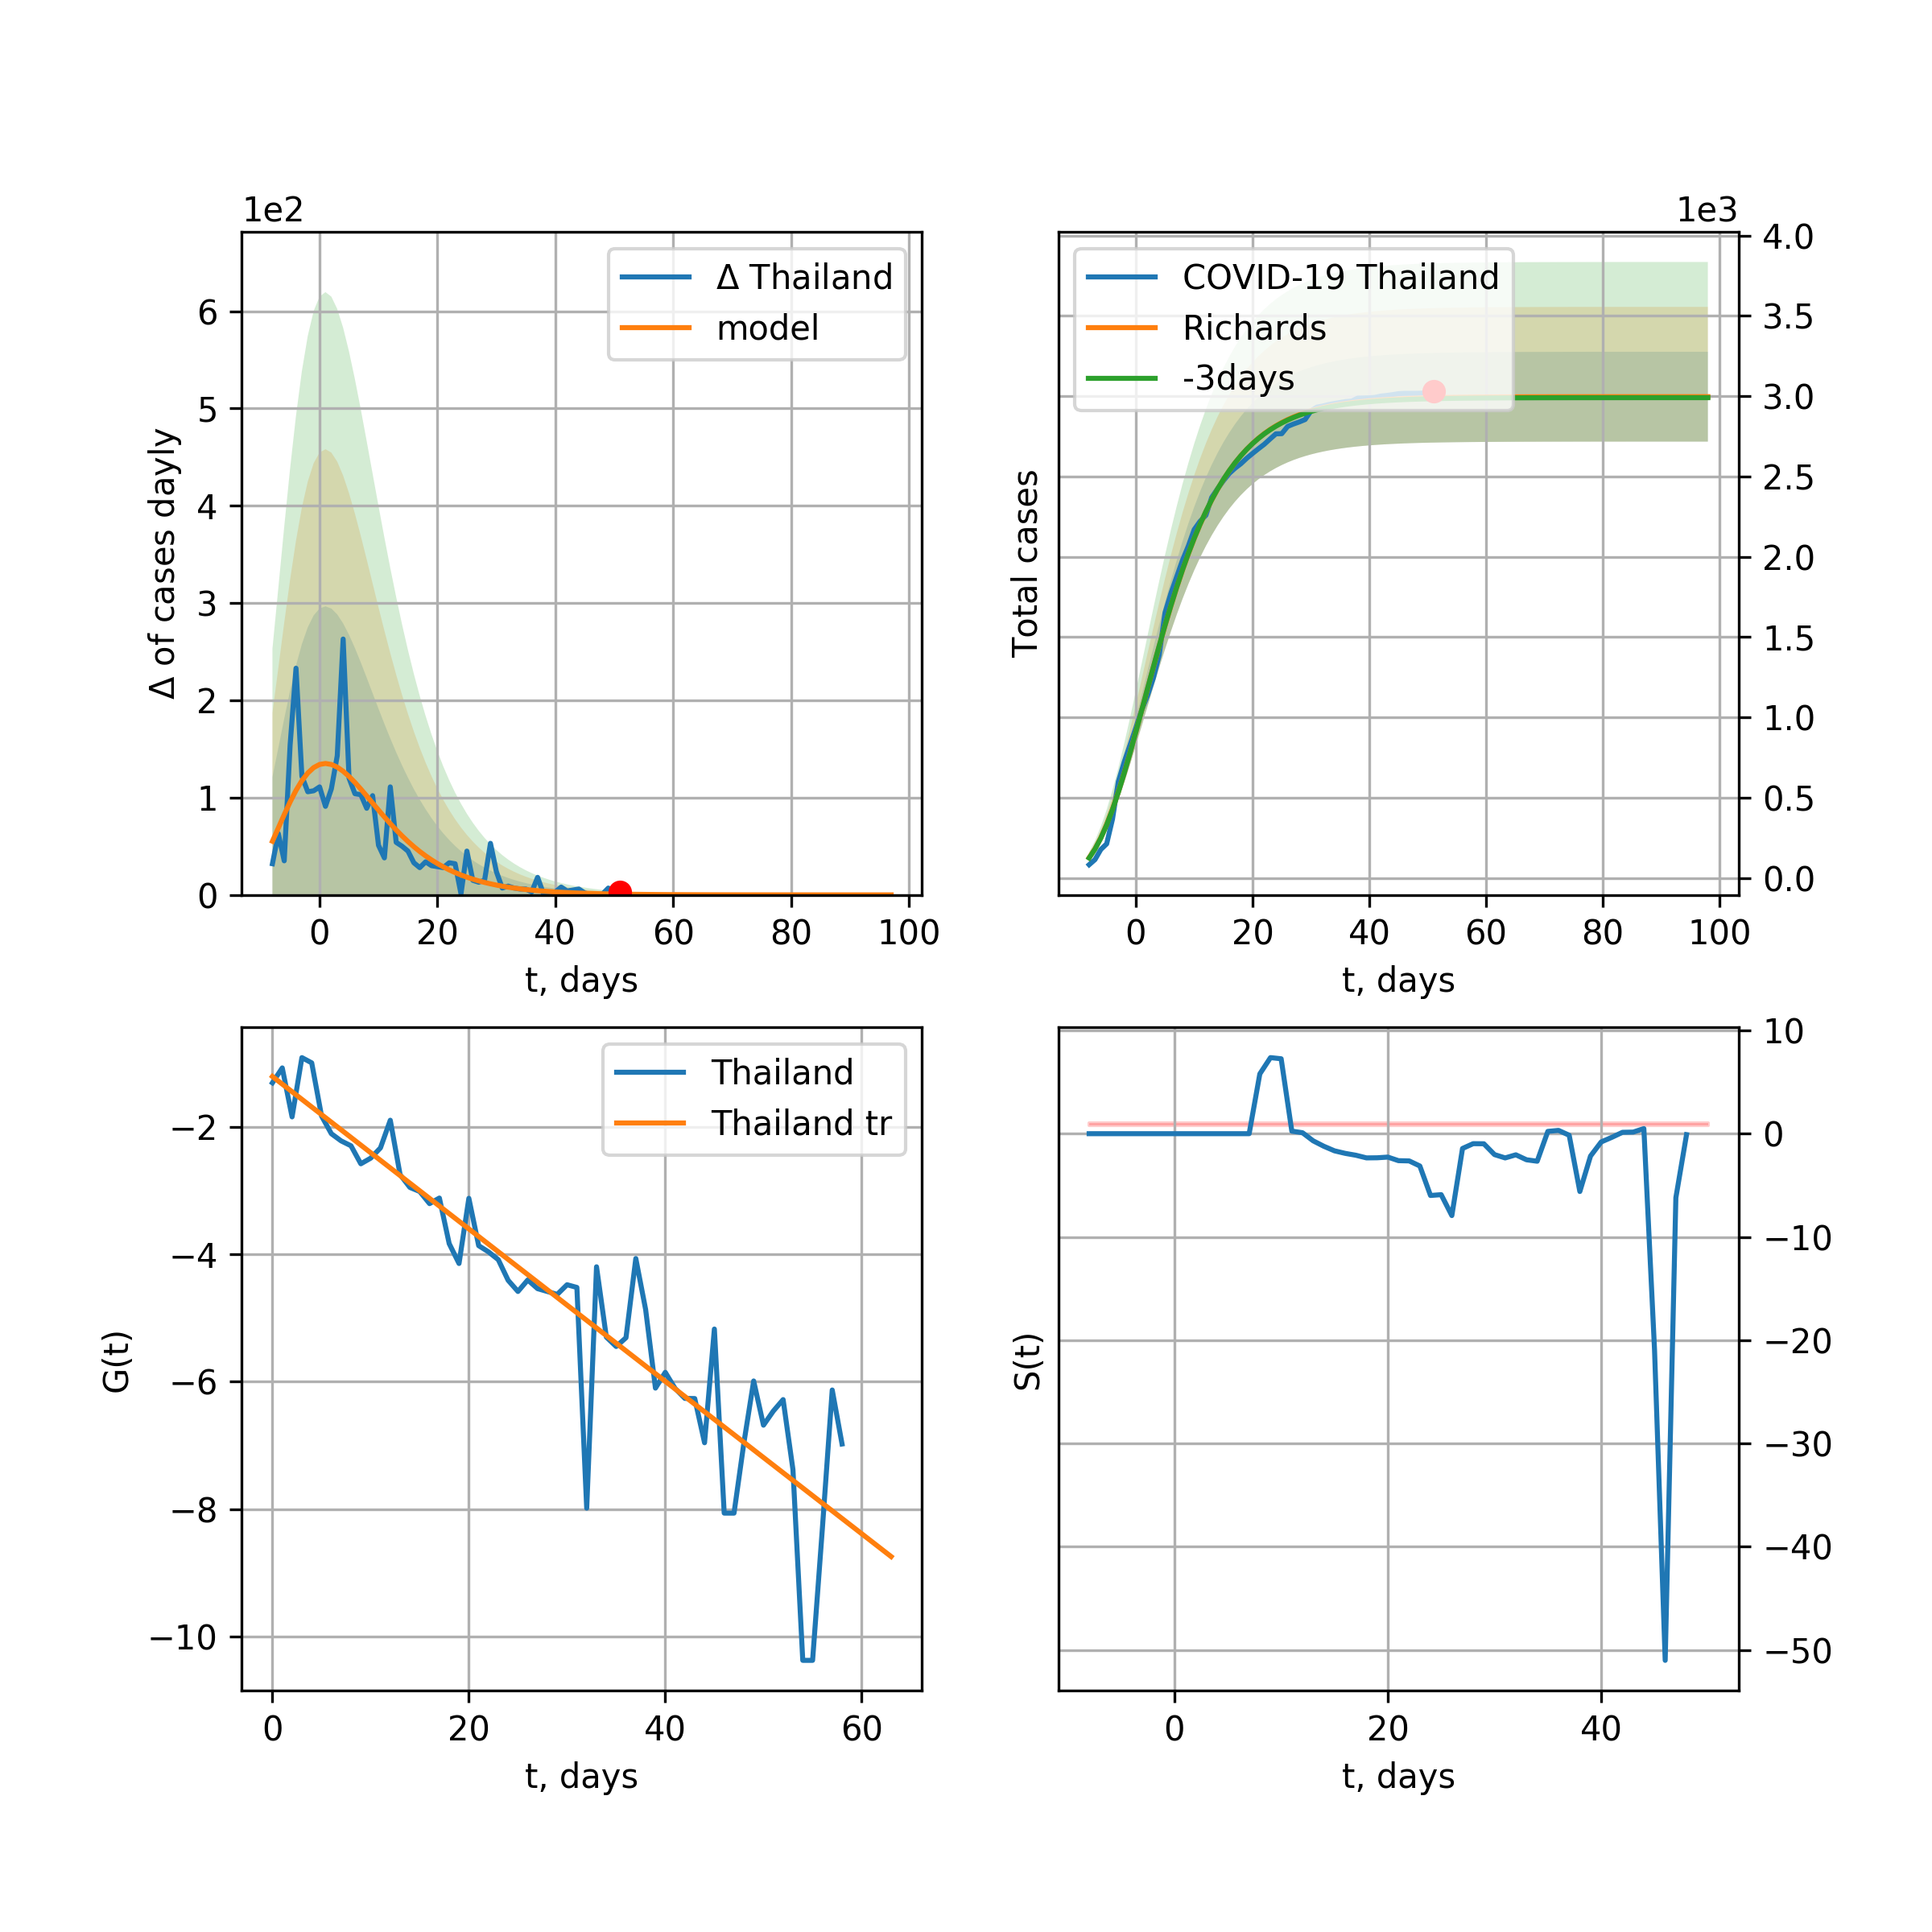 1e2
Δ of cases dayly
6
5
4
3
2
1
0
Δ Thailand
model
0 20 40 60 80 100
t, days
1e3
Total cases
COVID-19 Thailand
Richards
-3days
4.0
3.5
3.0
2.5
2.0
1.5
1.0
0.5
0.0
0 20 40 60 80 100
t, days
G(t)
−2
−4
−6
−8
−10
Thailand
Thailand tr
0 20 40 60
t, days
S(t)
10
0
−10
−20
−30
−40
−50
0 20 40
t, days